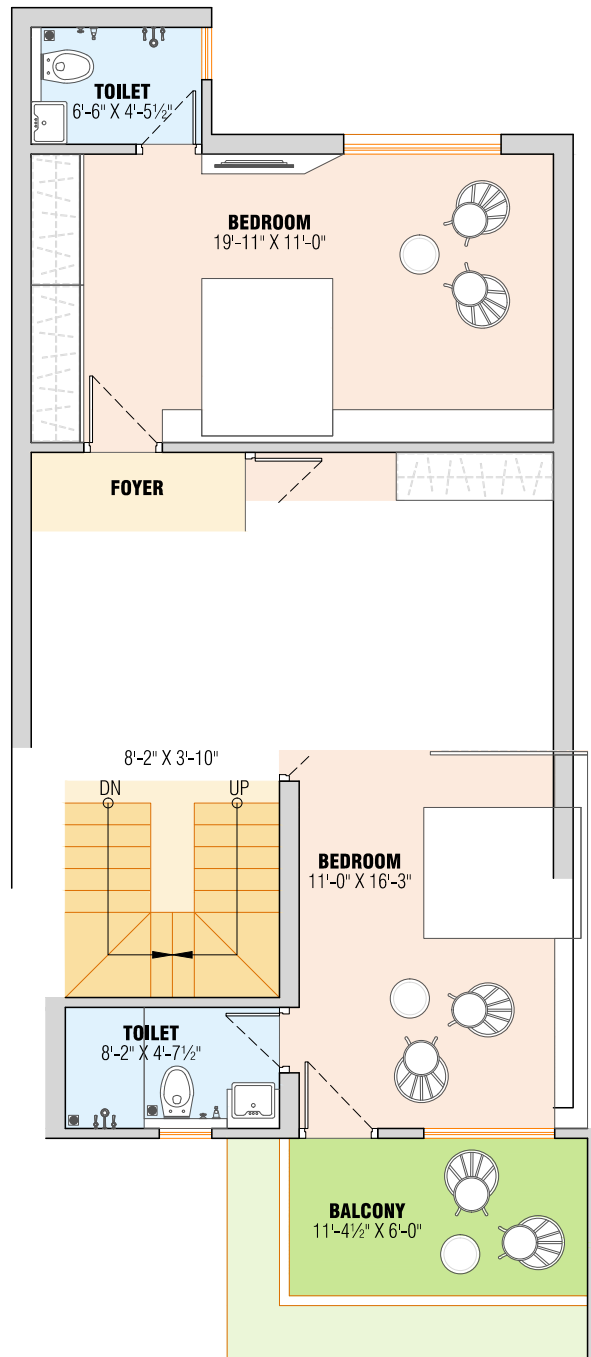 TOILET
6'-6" X 4'-5½"
BEDROOM
19'-11" X 11'-0"
FOYER
8'-2" X 3'-10"
DN UP
BEDROOM
11'-0" X 16'-3"
TOILET
8'-2" X 4'-7½"
BALCONY
11'-4½" X 6'-0"